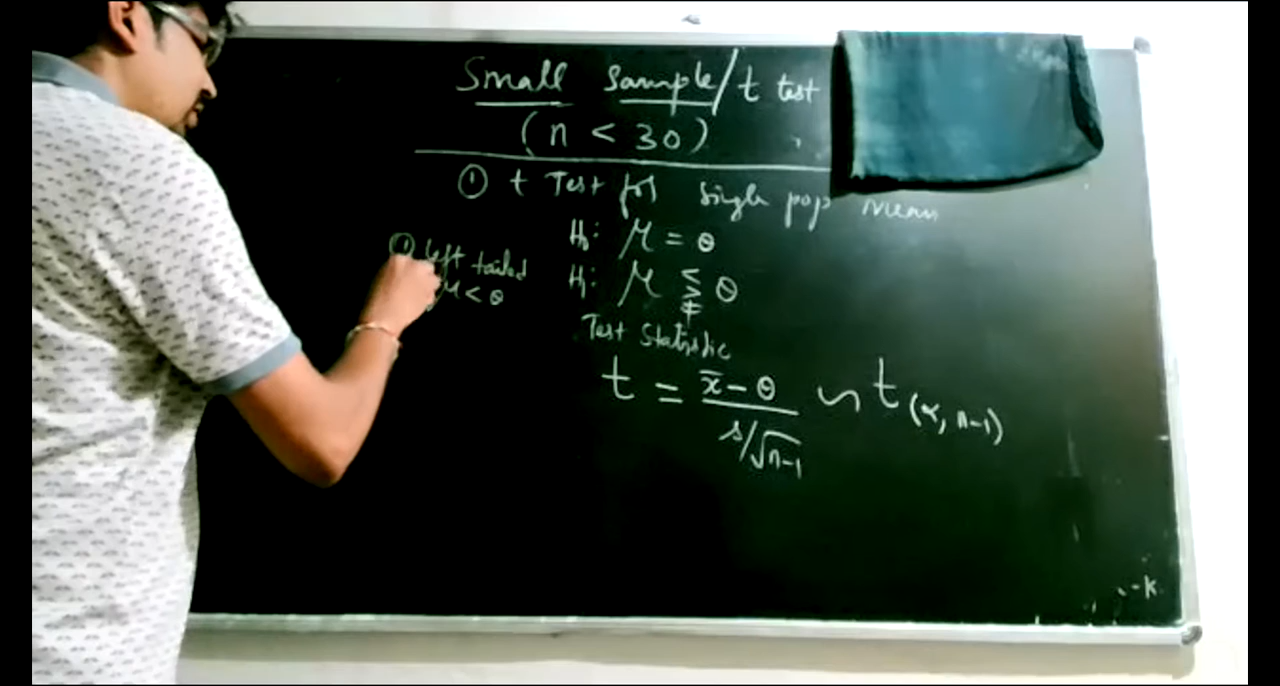 Small Sample/t test
(n < 30)
① t Test for single pop mean
H₀: μ = θ
H₁: μ < > ≠ θ
① left tailed
μ < θ
Test Statistic
t = x̄ - θ / s/√n-1 ~ t(α, n-1)
-k